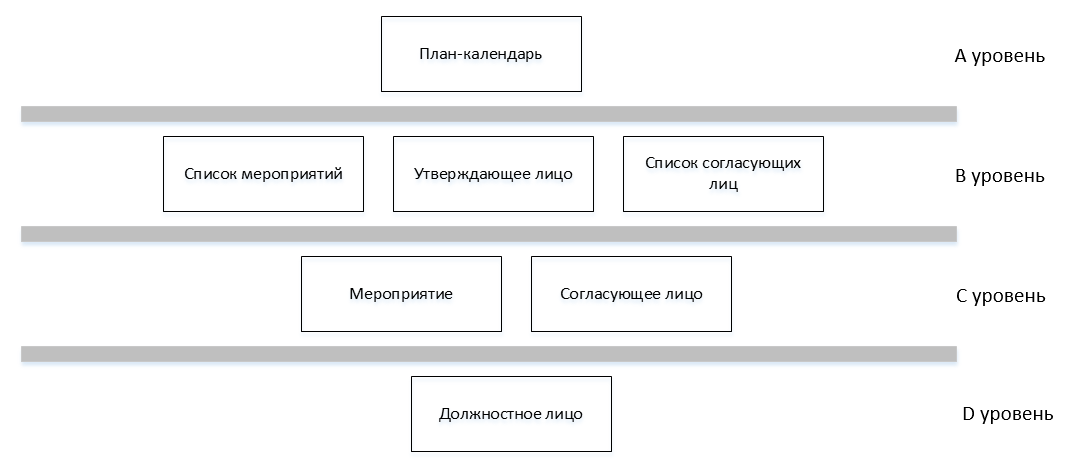 План-календарь
А уровень
Список мероприятий
Утверждающее лицо
Список согласующих
лиц
В уровень
Мероприятие
Согласующее лицо
С уровень
Должностное лицо
D уровень